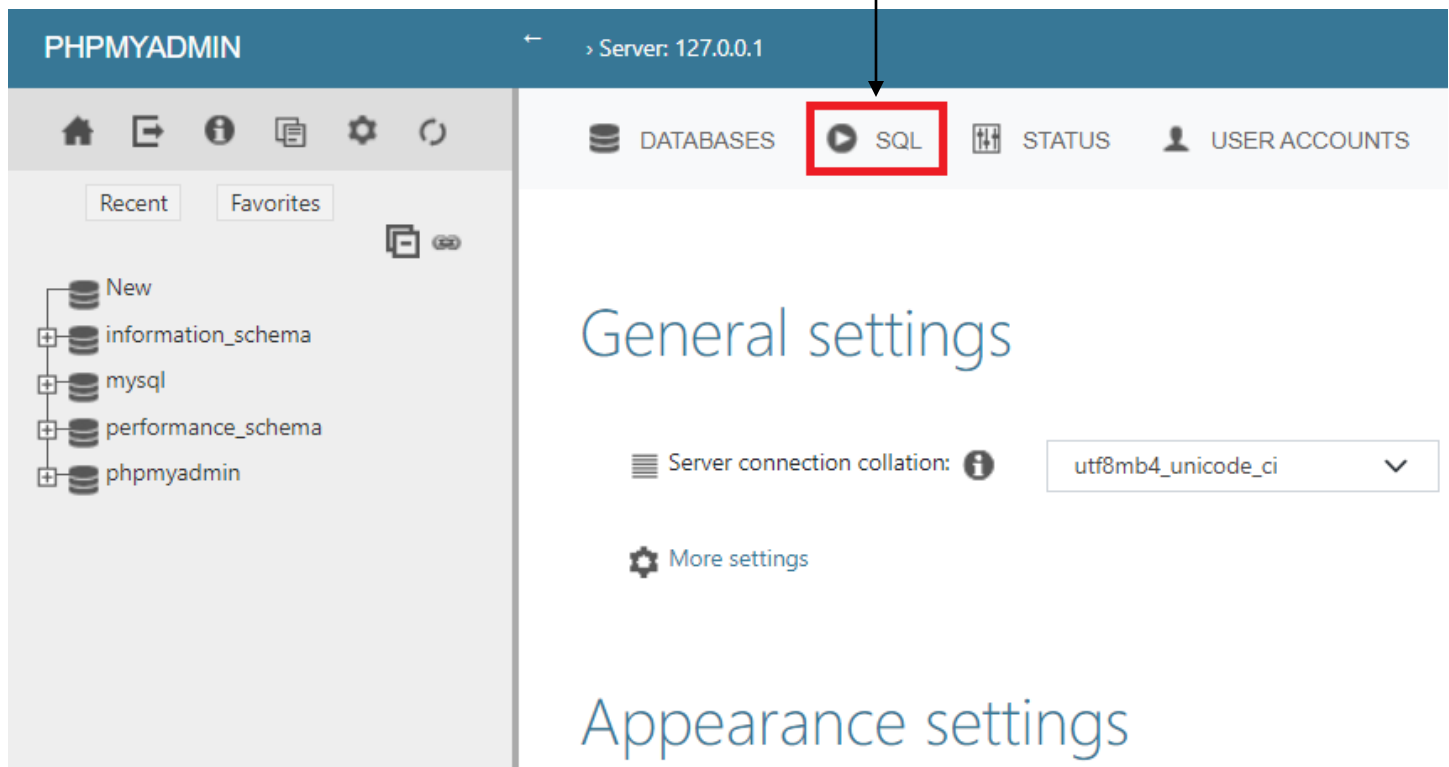 PHPMYADMIN
← › Server: 127.0.0.1
DATABASES SQL STATUS USER ACCOUNTS
Recent Favorites
New
information_schema
mysql
performance_schema
phpmyadmin
General settings
Server connection collation: utf8mb4_unicode_ci
More settings
Appearance settings